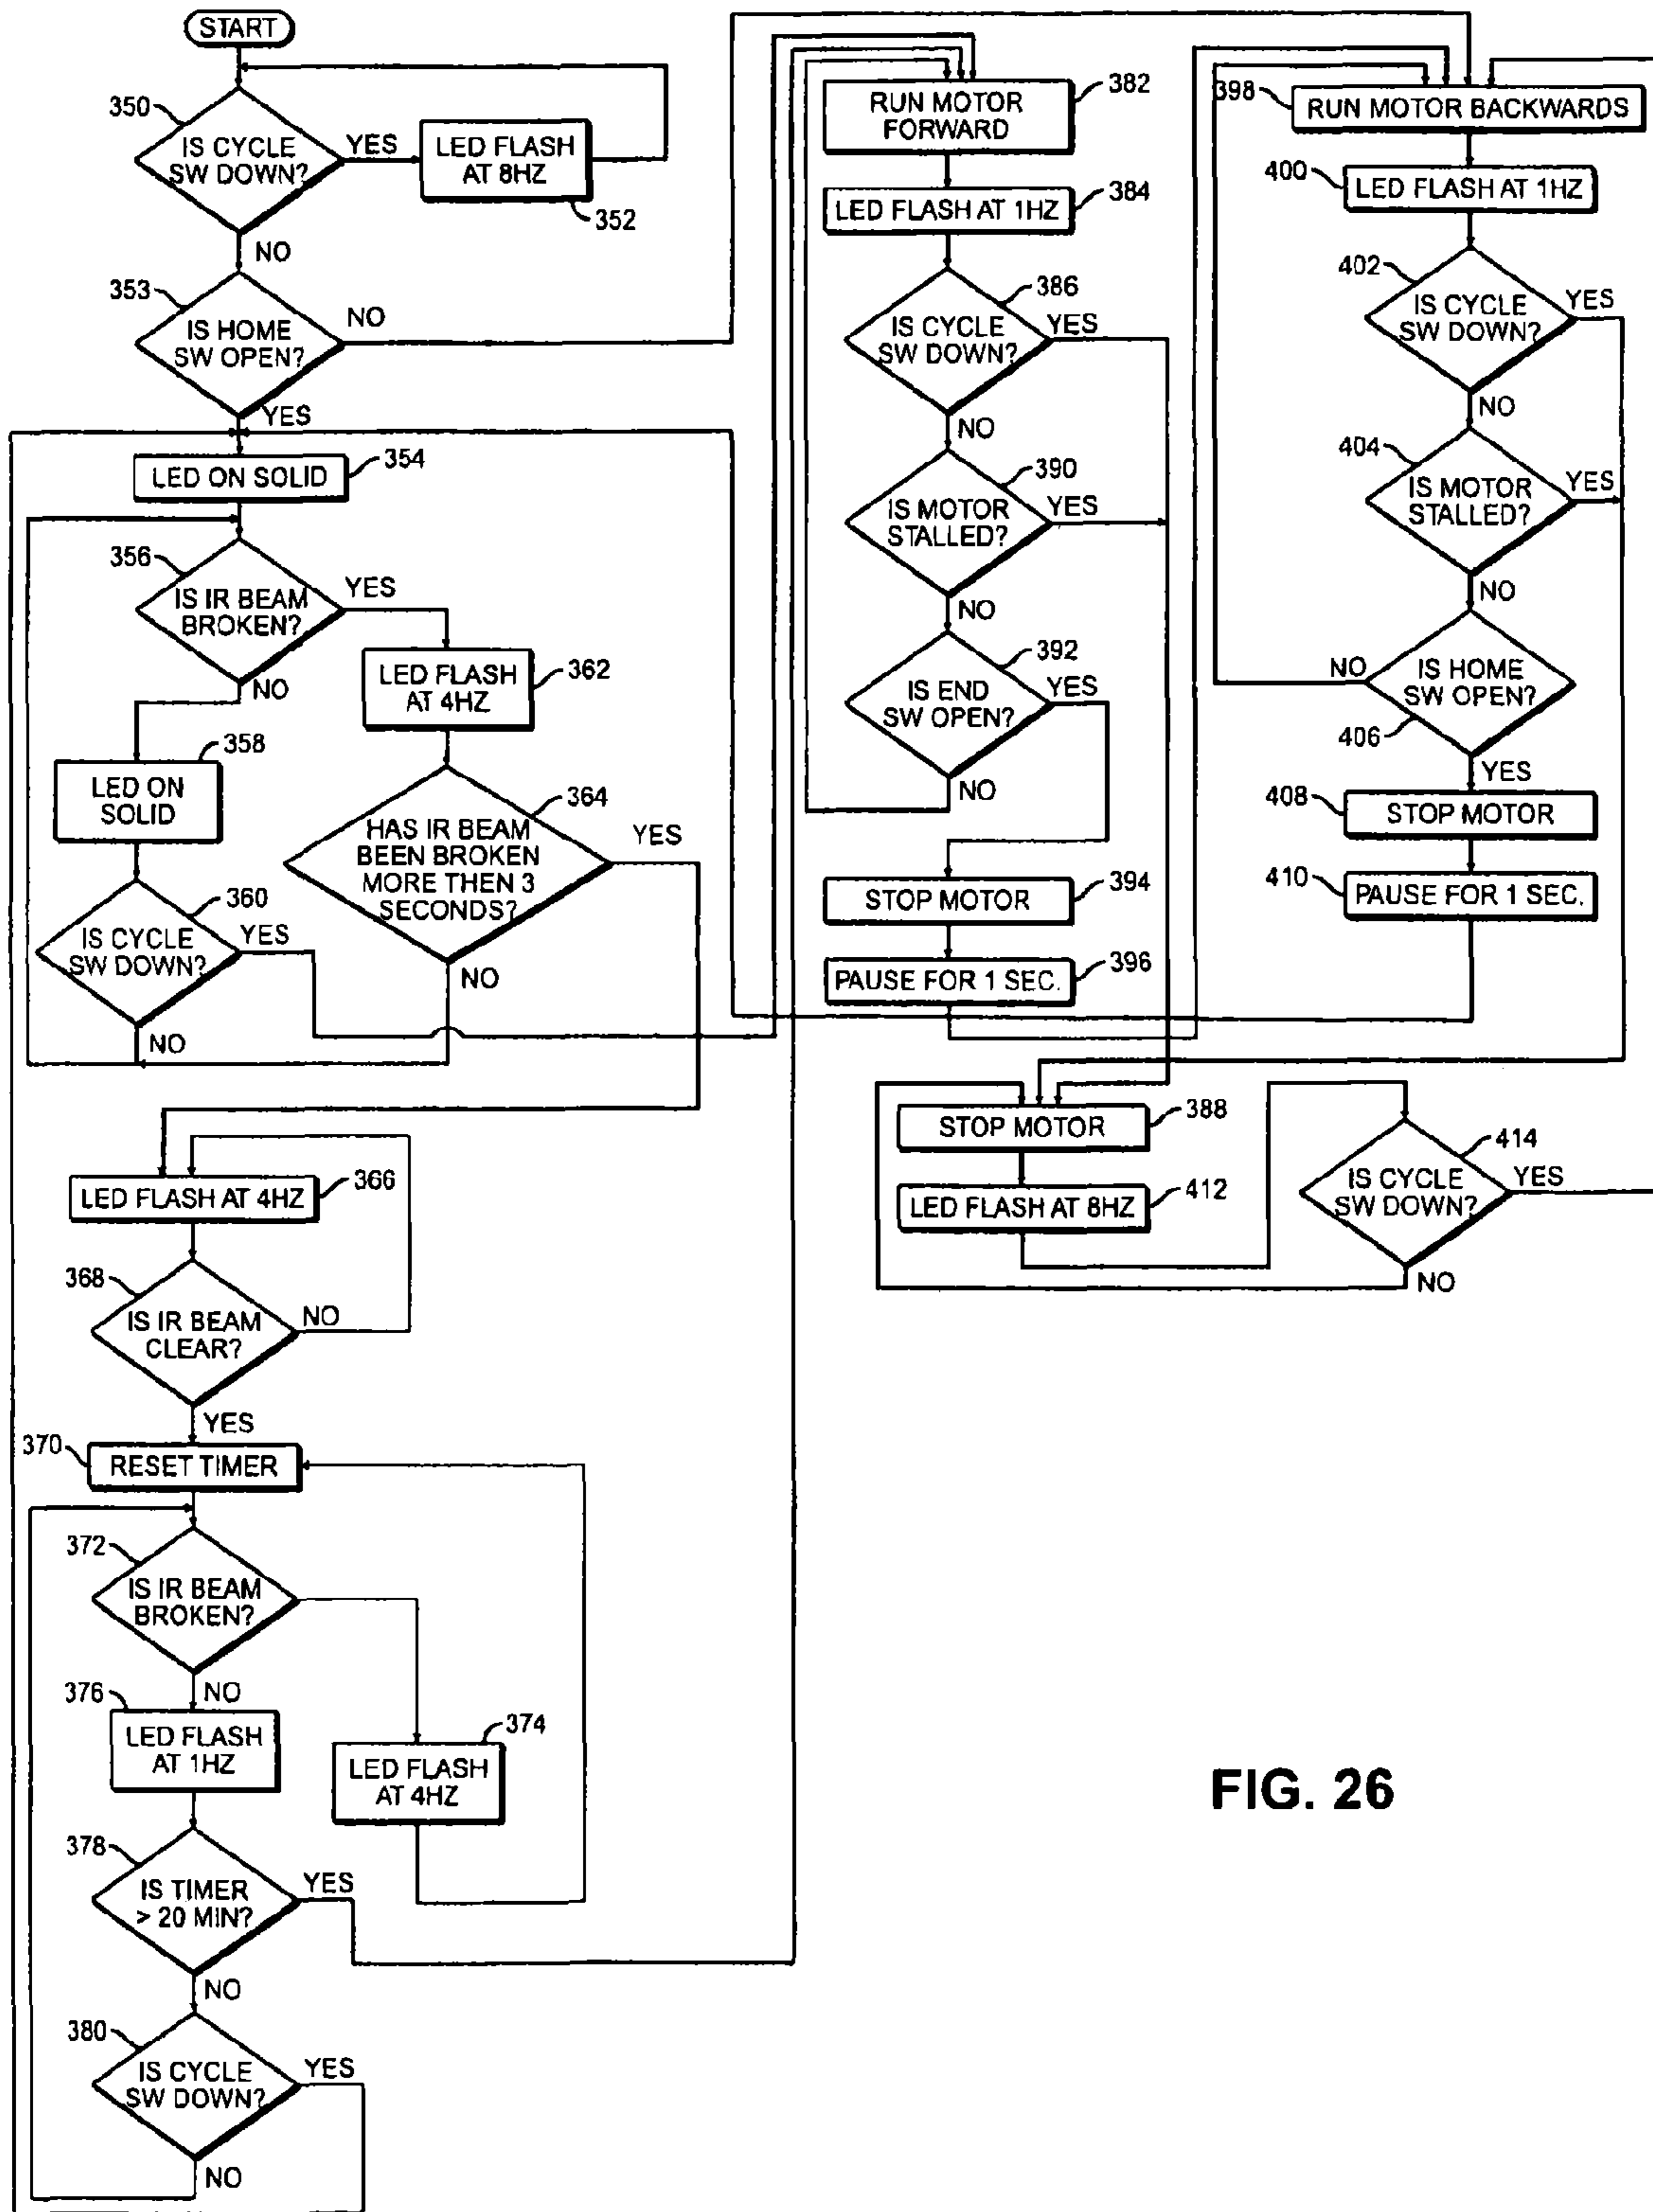 START
350
IS CYCLE
SW DOWN?
YES
LED FLASH
AT 8HZ
352
NO
353
IS HOME
SW OPEN?
NO
YES
LED ON SOLID
354
356
IS IR BEAM
BROKEN?
YES
NO
LED FLASH
AT 4HZ
362
358
LED ON
SOLID
364
HAS IR BEAM
BEEN BROKEN
MORE THEN 3
SECONDS?
YES
NO
360
IS CYCLE
SW DOWN?
YES
NO
LED FLASH AT 4HZ
366
368
IS IR BEAM
CLEAR?
NO
YES
370
RESET TIMER
372
IS IR BEAM
BROKEN?
NO
376
LED FLASH
AT 1HZ
374
LED FLASH
AT 4HZ
378
IS TIMER
> 20 MIN?
YES
NO
380
IS CYCLE
SW DOWN?
YES
NO
RUN MOTOR
FORWARD
382
LED FLASH AT 1HZ
384
386
IS CYCLE
SW DOWN?
YES
NO
390
IS MOTOR
STALLED?
YES
NO
392
IS END
SW OPEN?
YES
NO
STOP MOTOR
394
PAUSE FOR 1 SEC.
396
398
RUN MOTOR BACKWARDS
400
LED FLASH AT 1HZ
402
IS CYCLE
SW DOWN?
YES
NO
404
IS MOTOR
STALLED?
YES
NO
NO
IS HOME
SW OPEN?
406
YES
408
STOP MOTOR
410
PAUSE FOR 1 SEC.
STOP MOTOR
388
LED FLASH AT 8HZ
412
414
IS CYCLE
SW DOWN?
YES
NO
FIG. 26